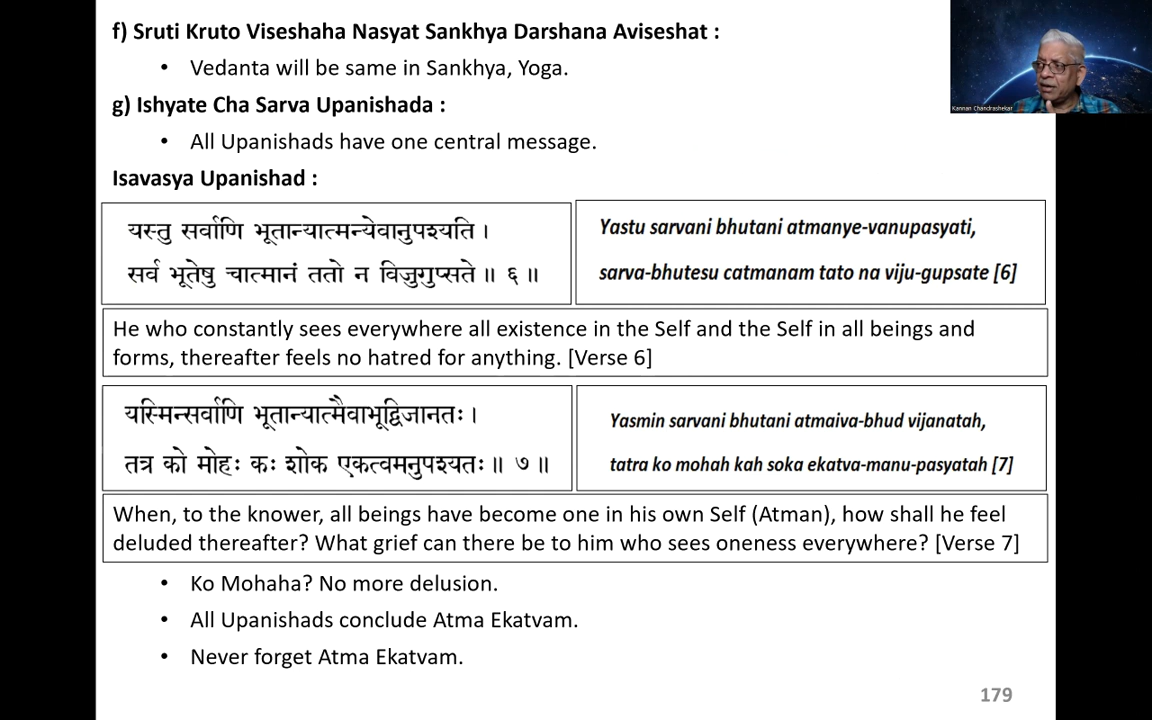 f) Sruti Kruto Viseshaha Nasyat Sankhya Darshana Aviseshat :
• Vedanta will be same in Sankhya, Yoga.
Kannan Chandrashekar
g) Ishyate Cha Sarva Upanishada :
• All Upanishads have one central message.
Isavasya Upanishad :
यस्तु सर्वाणि भूतान्यात्मन्येवानुपश्यति ।
सर्व भूतेषु चात्मानं ततो न विजुगुप्सते ॥ ६ ॥
Yastu sarvani bhutani atmanye-vanupasyati,
sarva-bhutesu catmanam tato na viju-gupsate [6]
He who constantly sees everywhere all existence in the Self and the Self in all beings and
forms, thereafter feels no hatred for anything. [Verse 6]
यस्मिन्सर्वाणि भूतान्यात्मैवाभूद्विजानतः ।
तत्र को मोहः कः शोक एकत्वमनुपश्यतः ॥ ७ ॥
Yasmin sarvani bhutani atmaiva-bhud vijanatah,
tatra ko mohah kah soka ekatva-manu-pasyatah [7]
When, to the knower, all beings have become one in his own Self (Atman), how shall he feel
deluded thereafter? What grief can there be to him who sees oneness everywhere? [Verse 7]
• Ko Mohaha? No more delusion.
• All Upanishads conclude Atma Ekatvam.
• Never forget Atma Ekatvam.
179